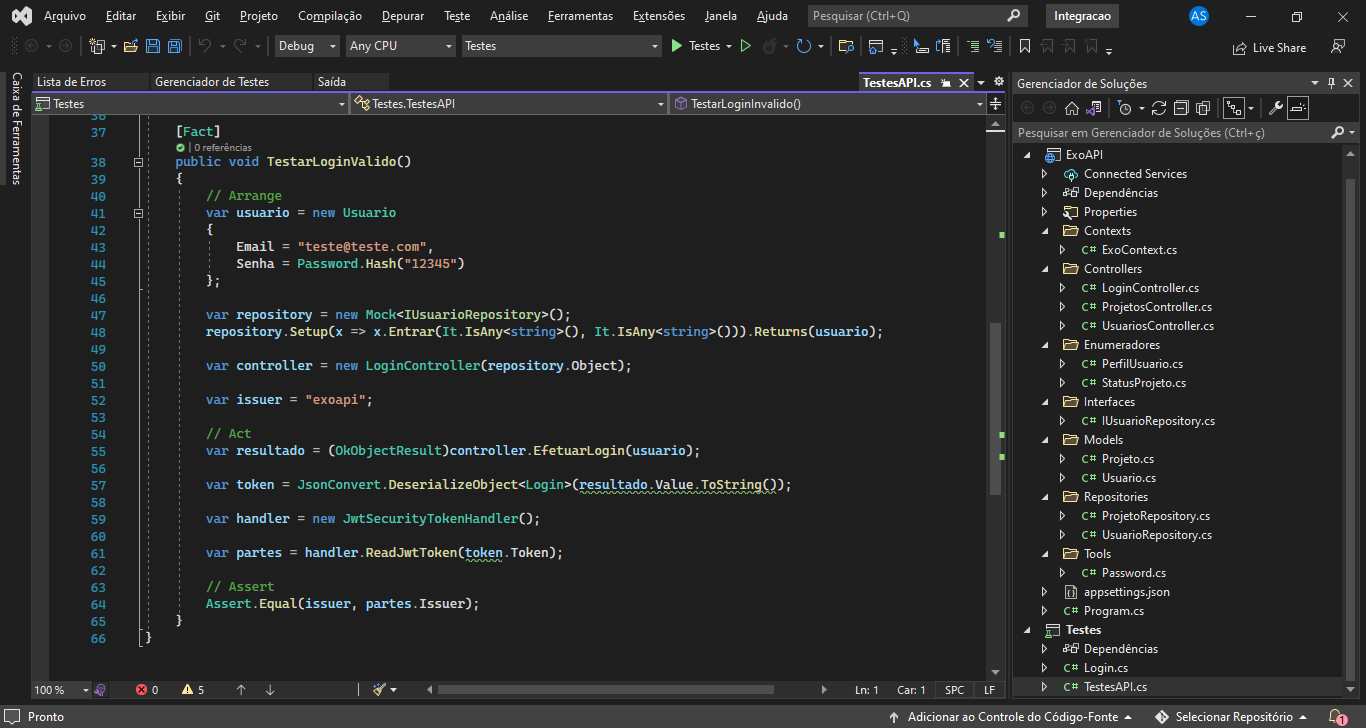 Arquivo Editar Exibir Git Projeto Compilação Depurar Teste Análise Ferramentas Extensões Janela Ajuda Pesquisar (Ctrl+Q) Integracao AS
Debug Any CPU Testes Testes Live Share
Caixa de Ferramentas
Lista de Erros Gerenciador de Testes Saída TestesAPI.cs
Testes Testes.TestesAPI TestarLoginInvalido()
36
37 [Fact]
0 referências
38 public void TestarLoginValido()
39 {
40 // Arrange
41 var usuario = new Usuario
42 {
43 Email = "teste@teste.com",
44 Senha = Password.Hash("12345")
45 };
46
47 var repository = new Mock<IUsuarioRepository>();
48 repository.Setup(x => x.Entrar(It.IsAny<string>(), It.IsAny<string>())).Returns(usuario);
49
50 var controller = new LoginController(repository.Object);
51
52 var issuer = "exoapi";
53
54 // Act
55 var resultado = (OkObjectResult)controller.EfetuarLogin(usuario);
56
57 var token = JsonConvert.DeserializeObject<Login>(resultado.Value.ToString());
58
59 var handler = new JwtSecurityTokenHandler();
60
61 var partes = handler.ReadJwtToken(token.Token);
62
63 // Assert
64 Assert.Equal(issuer, partes.Issuer);
65 }
66 }
100 % 0 5 Ln: 1 Car: 1 SPC LF
Gerenciador de Soluções
Pesquisar em Gerenciador de Soluções (Ctrl+ç)
ExoAPI
Connected Services
Dependências
Properties
Contexts
C# ExoContext.cs
Controllers
C# LoginController.cs
C# ProjetosController.cs
C# UsuariosController.cs
Enumeradores
C# PerfilUsuario.cs
C# StatusProjeto.cs
Interfaces
C# IUsuarioRepository.cs
Models
C# Projeto.cs
C# Usuario.cs
Repositories
C# ProjetoRepository.cs
C# UsuarioRepository.cs
Tools
C# Password.cs
appsettings.json
C# Program.cs
Testes
Dependências
C# Login.cs
C# TestesAPI.cs
Pronto Adicionar ao Controle do Código-Fonte Selecionar Repositório 1